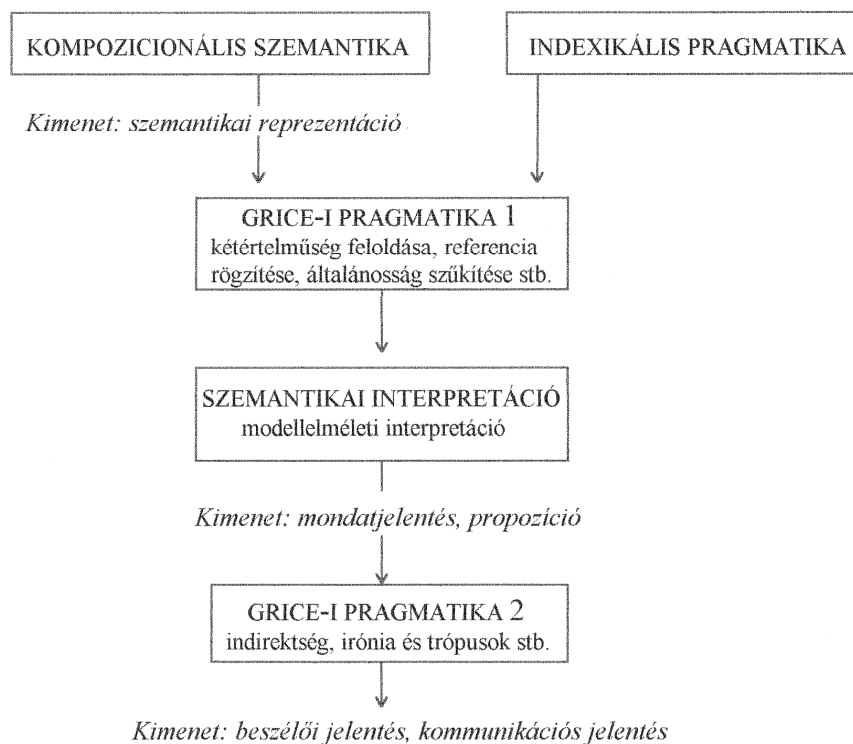 KOMPOZICIONÁLIS SZEMANTIKA
INDEXIKÁLIS PRAGMATIKA
Kimenet: szemantikai reprezentáció
GRICE-I PRAGMATIKA 1
kétértelműség feloldása, referencia
rögzítése, általánosság szűkítése stb.
SZEMANTIKAI INTERPRETÁCIÓ
modellelméleti interpretáció
Kimenet: mondatjelentés, propozíció
GRICE-I PRAGMATIKA 2
indirektség, irónia és trópusok stb.
Kimenet: beszélői jelentés, kommunikációs jelentés